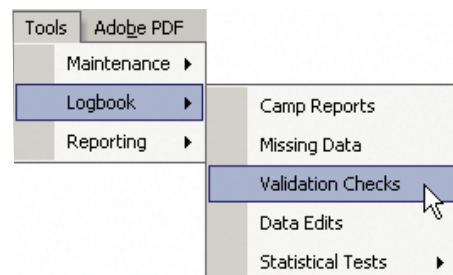 Tools Adobe PDF
Maintenance
Logbook
Reporting
Camp Reports
Missing Data
Validation Checks
Data Edits
Statistical Tests